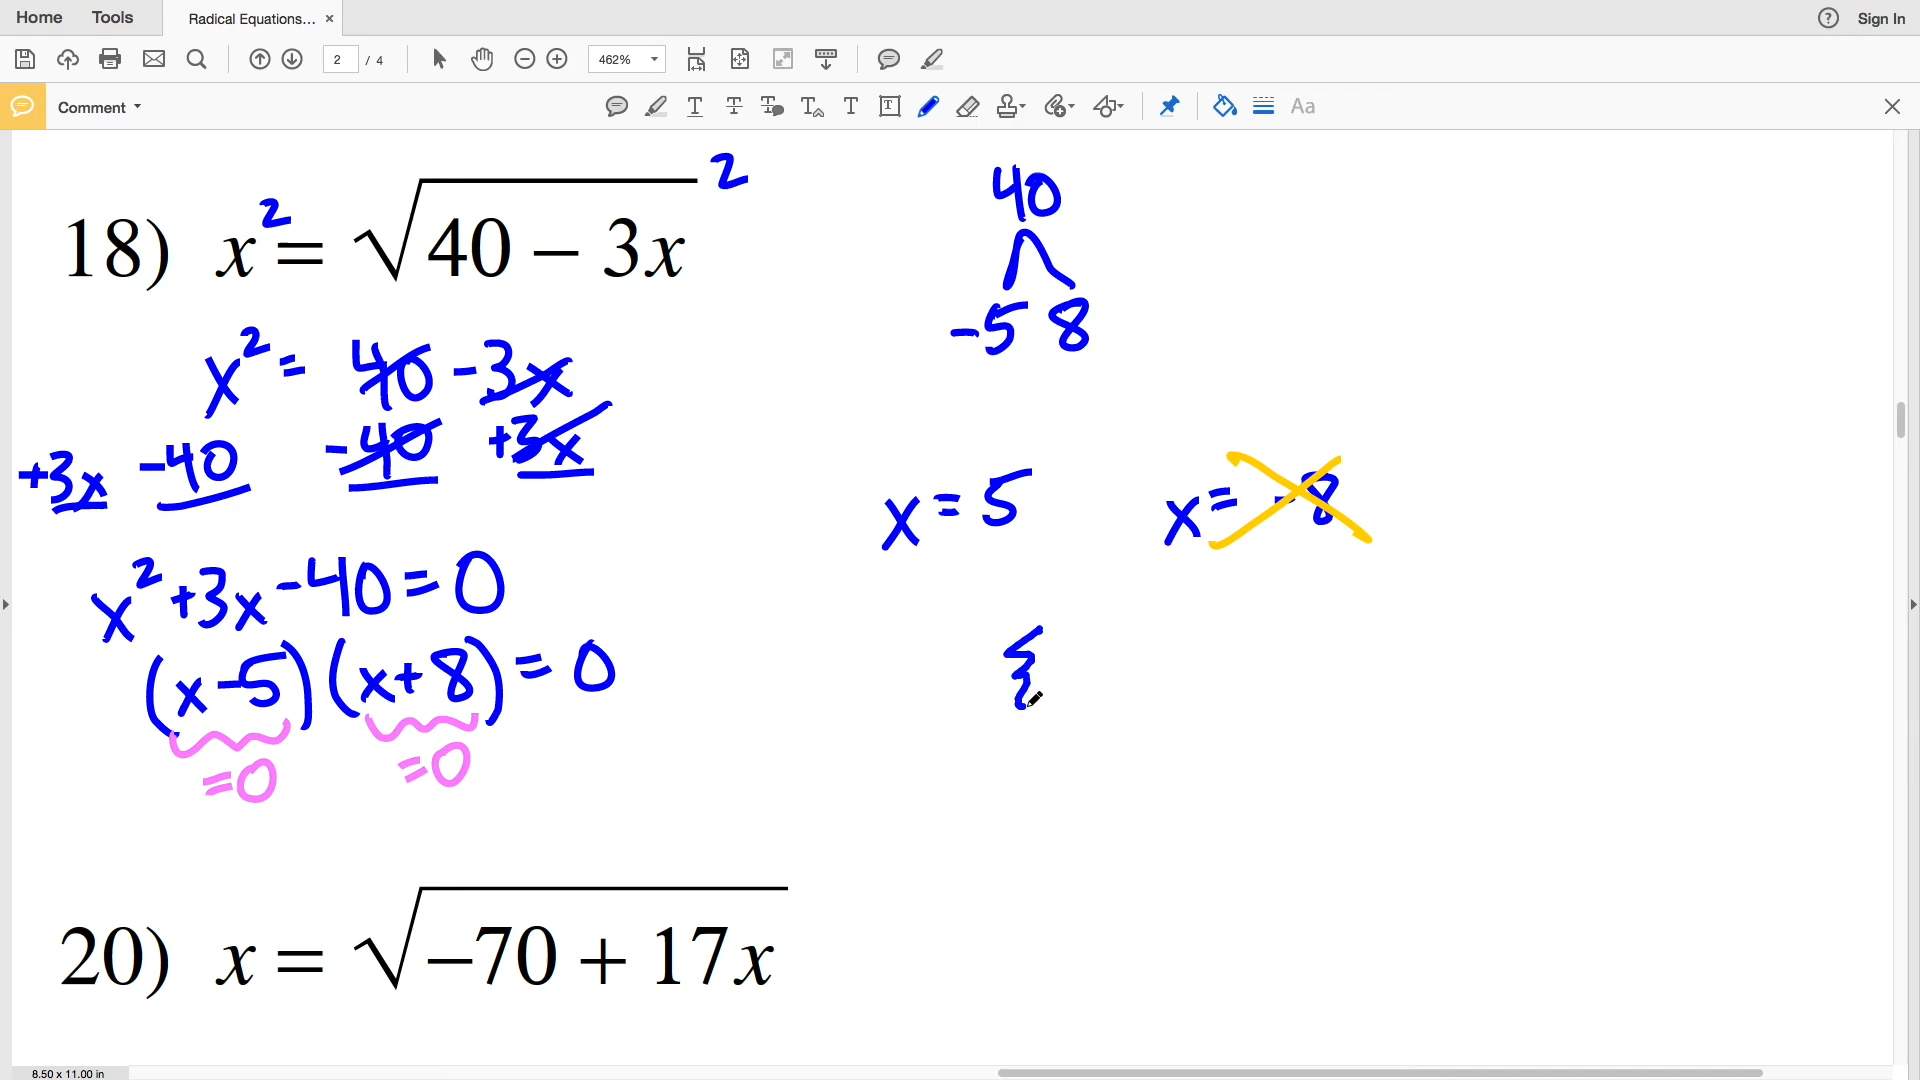 Home Tools Radical Equations... × ? Sign In
2 / 4 462%
Comment Aa
18) x² = √40 − 3x ²
x² = 40 - 3x
+3x -40 -40 +3x
x² +3x -40 = 0
(x -5) (x + 8) = 0
=0 =0
40
-5 8
x = 5 x = -8
{
20) x = √−70 + 17x
8.50 x 11.00 in